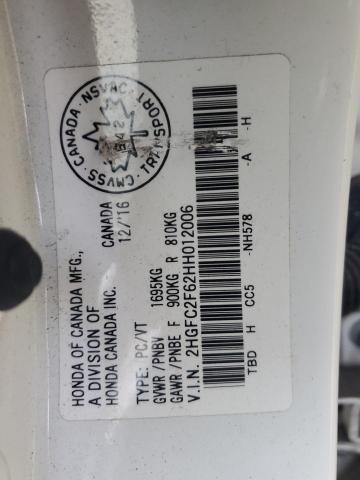 HONDA OF CANADA MFG.,
A DIVISION OF
HONDA CANADA INC.
CANADA
12/'16
CMVSS · CANADA · NSVAC
TRANSPORT
TYPE: PC/VT
GVWR /PNBV 1695KG
GAWR /PNBE F 900KG R 810KG
V.I.N. 2HGFC2F62HH012006
TBD H CC5 -NH578 -A -H